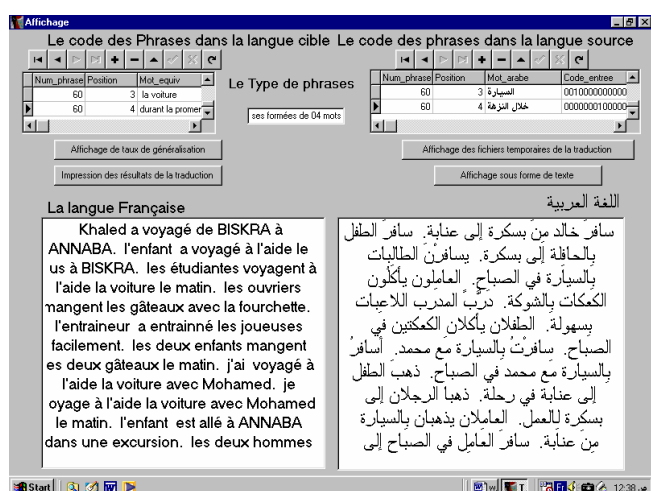 Affichage
Le code des Phrases dans la langue cible Le code des phrases dans la langue source
Num_phrase Position Mot_equiv
60 3 la voiture
60 4 durant la promer
Le Type de phrases
ses formées de 04 mots
Num_phrase Position Mot_arabe Code_entree
60 3 السيارة 0010000000000
60 4 خلال النزهة 0000000100000
Affichage de taux de généralisation
Impression des résultats de la traduction
Affichage des fichiers temporaires de la traduction
Affichage sous forme de texte
La langue Française
Khaled a voyagé de BISKRA à
ANNABA. l'enfant a voyagé à l'aide le
us à BISKRA. les étudiantes voyagent à
l'aide la voiture le matin. les ouvriers
mangent les gâteaux avec la fourchette.
l'entraineur a entrainné les joueuses
facilement. les deux enfants mangent
es deux gâteaux le matin. j'ai voyagé à
l'aide la voiture avec Mohamed. je
oyage à l'aide la voiture avec Mohamed
le matin. l'enfant est allé à ANNABA
dans une excursion. les deux hommes
اللغة العربية
سافر خالد من بسكرة إلى عنابة. سافر الطفل
بالحافلة إلى بسكرة. يسافرْن الطالبات
بالسيارة في الصباح. العاملون يأكلون
الكعكات بالشوكة. درَّبَ المدرب اللاعبات
بسهولة. الطفلان يأكلان الكعكتين في
الصباح. سافرْتُ بالسيارة مع محمد. أسافرُ
بالسيارة مع محمد في الصباح. ذهب الطفل
إلى عنابة في رحلة. ذهبا الرجلان إلى
بسكرة للعمل. العاملان يذهبان بالسيارة
من عنابة. سافر العامل في الصباح إلى
Start
12:38 ص